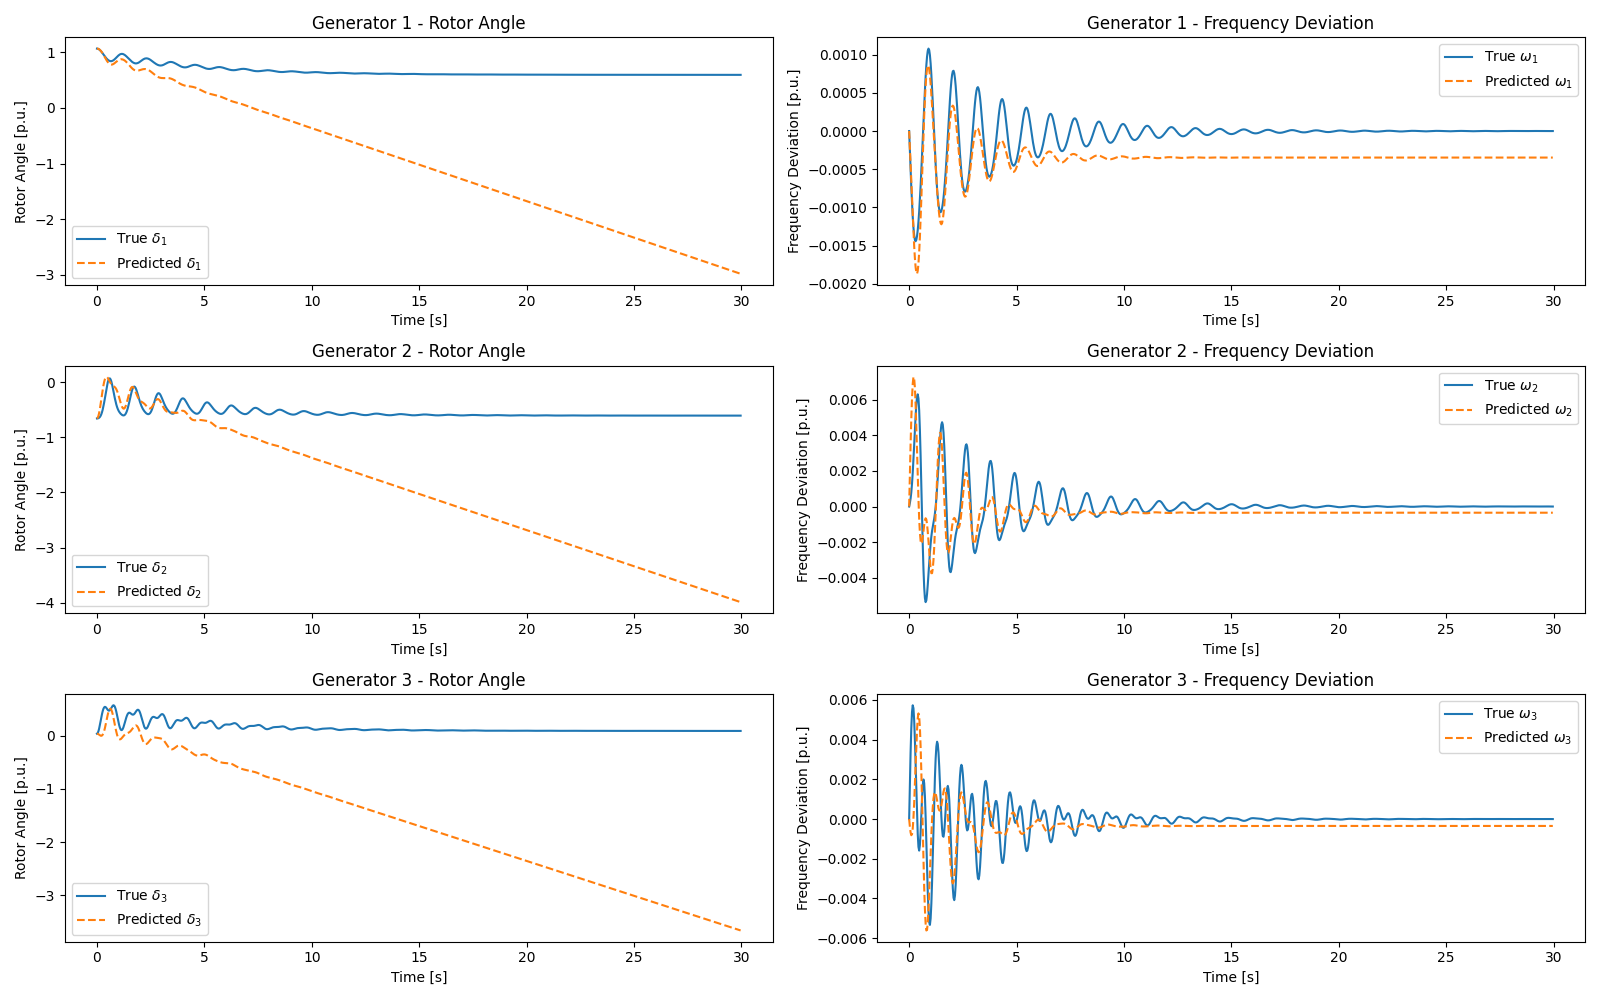 Generator 1 - Rotor Angle
Rotor Angle [p.u.]
1
0
−1
−2
−3
True δ1
Predicted δ1
0 5 10 15 20 25 30
Time [s]
Generator 1 - Frequency Deviation
Frequency Deviation [p.u.]
0.0010
0.0005
0.0000
−0.0005
−0.0010
−0.0015
−0.0020
True ω1
Predicted ω1
0 5 10 15 20 25 30
Time [s]
Generator 2 - Rotor Angle
Rotor Angle [p.u.]
0
−1
−2
−3
−4
True δ2
Predicted δ2
0 5 10 15 20 25 30
Time [s]
Generator 2 - Frequency Deviation
Frequency Deviation [p.u.]
0.006
0.004
0.002
0.000
−0.002
−0.004
True ω2
Predicted ω2
0 5 10 15 20 25 30
Time [s]
Generator 3 - Rotor Angle
Rotor Angle [p.u.]
0
−1
−2
−3
True δ3
Predicted δ3
0 5 10 15 20 25 30
Time [s]
Generator 3 - Frequency Deviation
Frequency Deviation [p.u.]
0.006
0.004
0.002
0.000
−0.002
−0.004
−0.006
True ω3
Predicted ω3
0 5 10 15 20 25 30
Time [s]